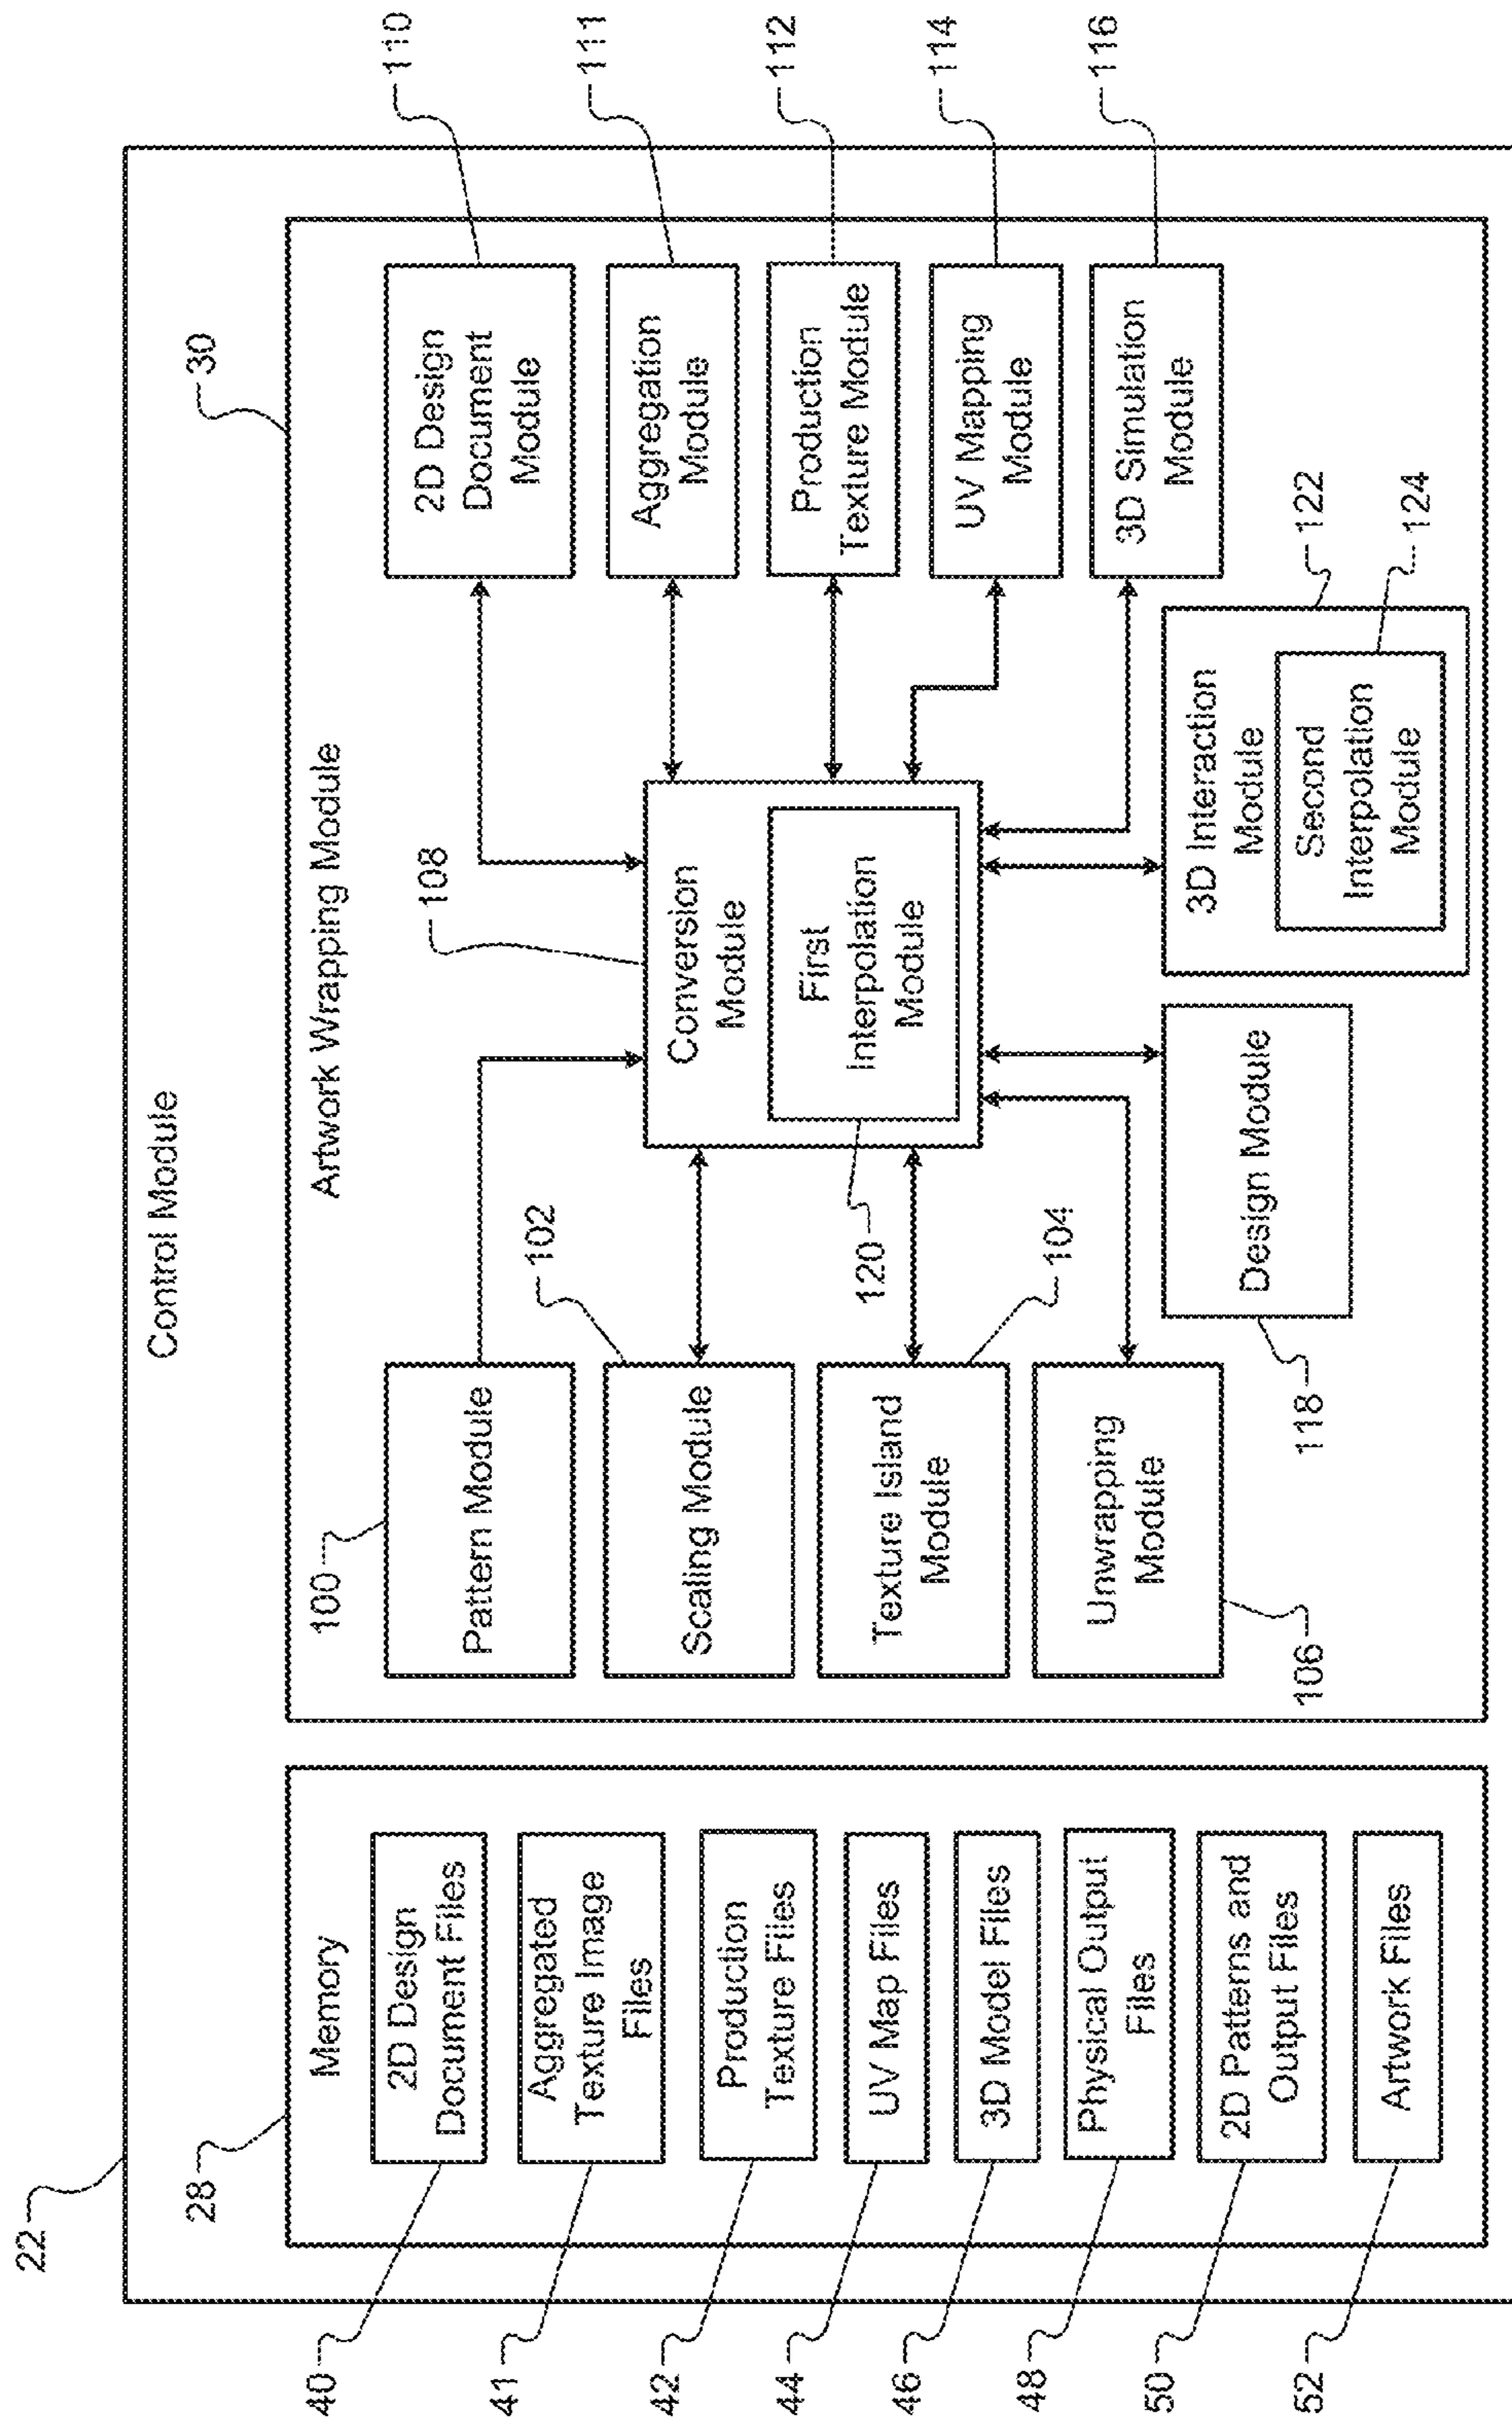 22
Control Module
28
Memory
40
2D Design
Document Files
41
Aggregated
Texture Image
Files
42
Production
Texture Files
44
UV Map Files
46
3D Model Files
48
Physical Output
Files
50
2D Patterns and
Output Files
52
Artwork Files
30
Artwork Wrapping Module
100
Pattern Module
102
Scaling Module
104
Texture Island
Module
106
Unwrapping
Module
108
Conversion
Module
120
First
Interpolation
Module
110
2D Design
Document
Module
111
Aggregation
Module
112
Production
Texture Module
114
UV Mapping
Module
116
3D Simulation
Module
118
Design Module
122
3D Interaction
Module
124
Second
Interpolation
Module